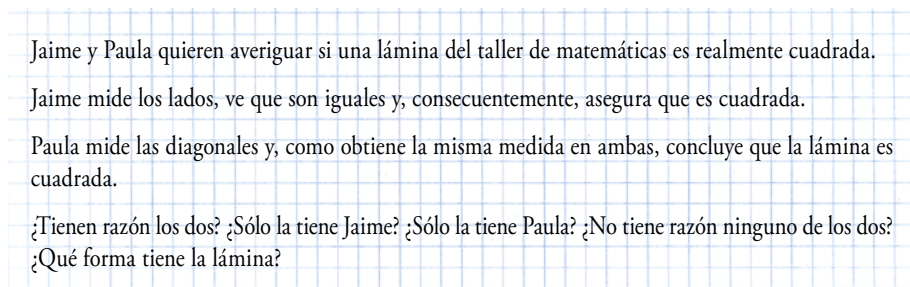 Jaime y Paula quieren averiguar si una lámina del taller de matemáticas es realmente cuadrada.
Jaime mide los lados, ve que son iguales y, consecuentemente, asegura que es cuadrada.
Paula mide las diagonales y, como obtiene la misma medida en ambas, concluye que la lámina es
cuadrada.
¿Tienen razón los dos? ¿Sólo la tiene Jaime? ¿Sólo la tiene Paula? ¿No tiene razón ninguno de los dos?
¿Qué forma tiene la lámina?